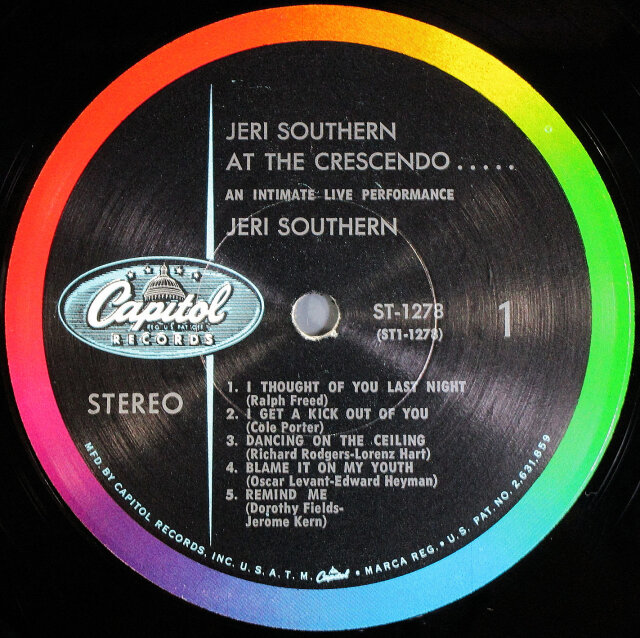 JERI SOUTHERN
AT THE CRESCENDO.....
AN INTIMATE LIVE PERFORMANCE
JERI SOUTHERN
Capitol
REG. U.S. PAT. OFF.
RECORDS
ST-1278
(ST1-1278)
1
STEREO
1. I THOUGHT OF YOU LAST NIGHT
(Ralph Freed)
2. I GET A KICK OUT OF YOU
(Cole Porter)
3. DANCING ON THE CEILING
(Richard Rodgers-Lorenz Hart)
4. BLAME IT ON MY YOUTH
(Oscar Levant-Edward Heyman)
5. REMIND ME
(Dorothy Fields-
Jerome Kern)
MFD. BY CAPITOL RECORDS, INC. U.S.A. T.M. Capitol • MARCA REG. • U.S. PAT. NO. 2,631,859